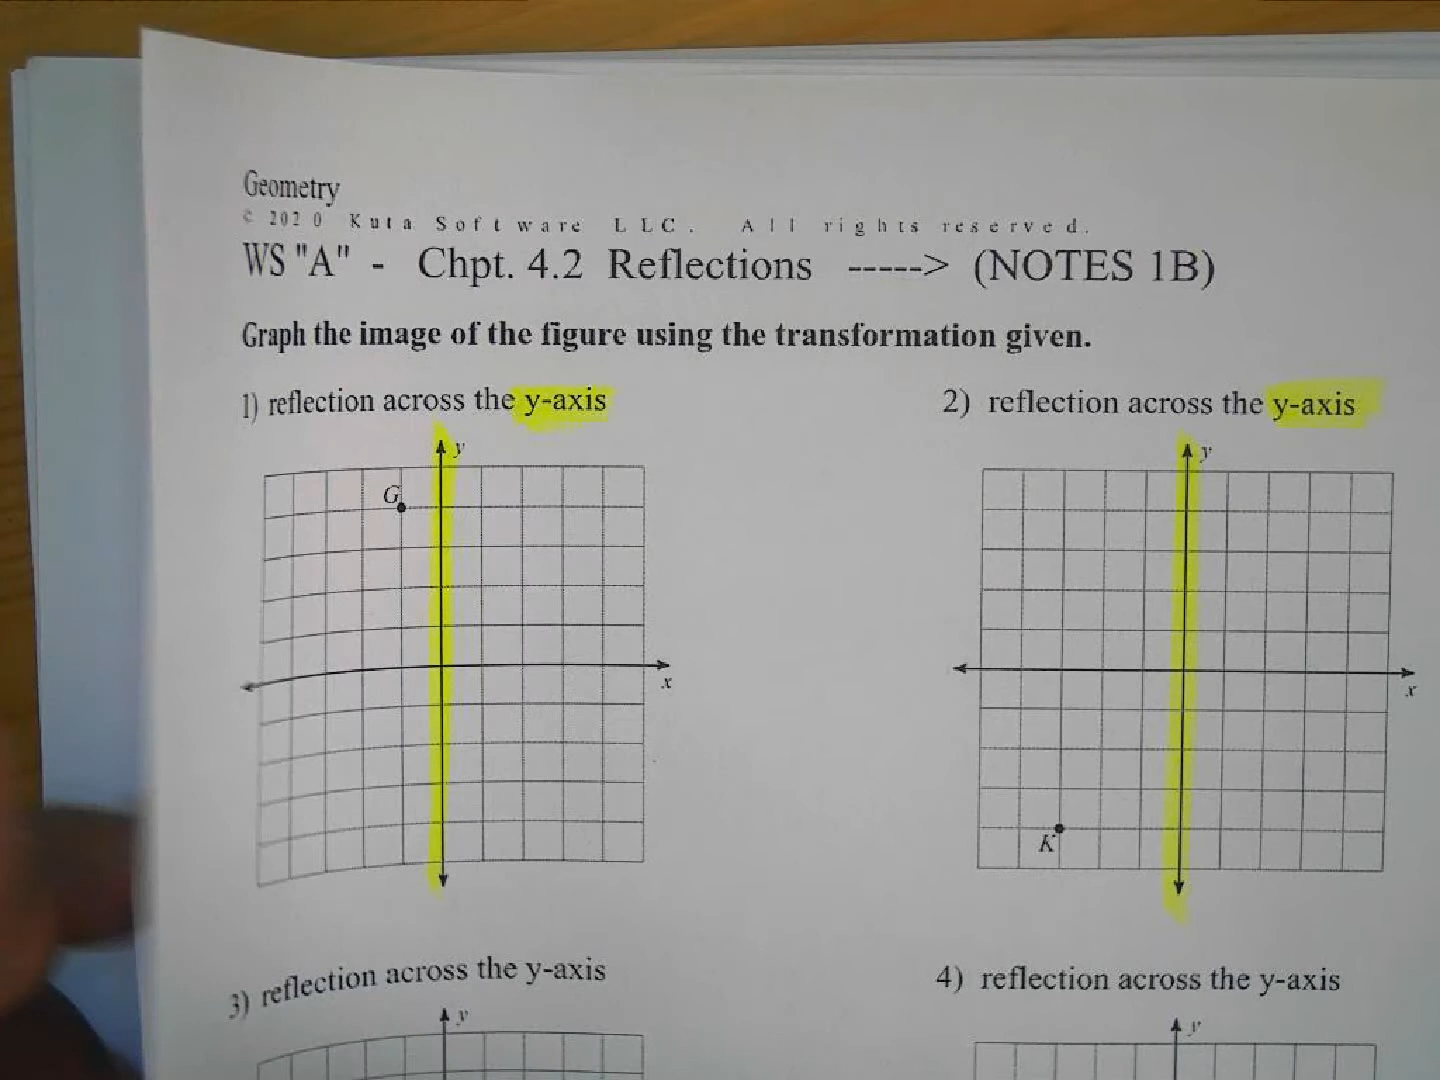 Geometry
© 2020 Kuta Software LLC. All rights reserved.
WS "A" - Chpt. 4.2 Reflections -----> (NOTES 1B)
Graph the image of the figure using the transformation given.
1) reflection across the y-axis
2) reflection across the y-axis
y
G
x
y
x
K
3) reflection across the y-axis
4) reflection across the y-axis
y
y